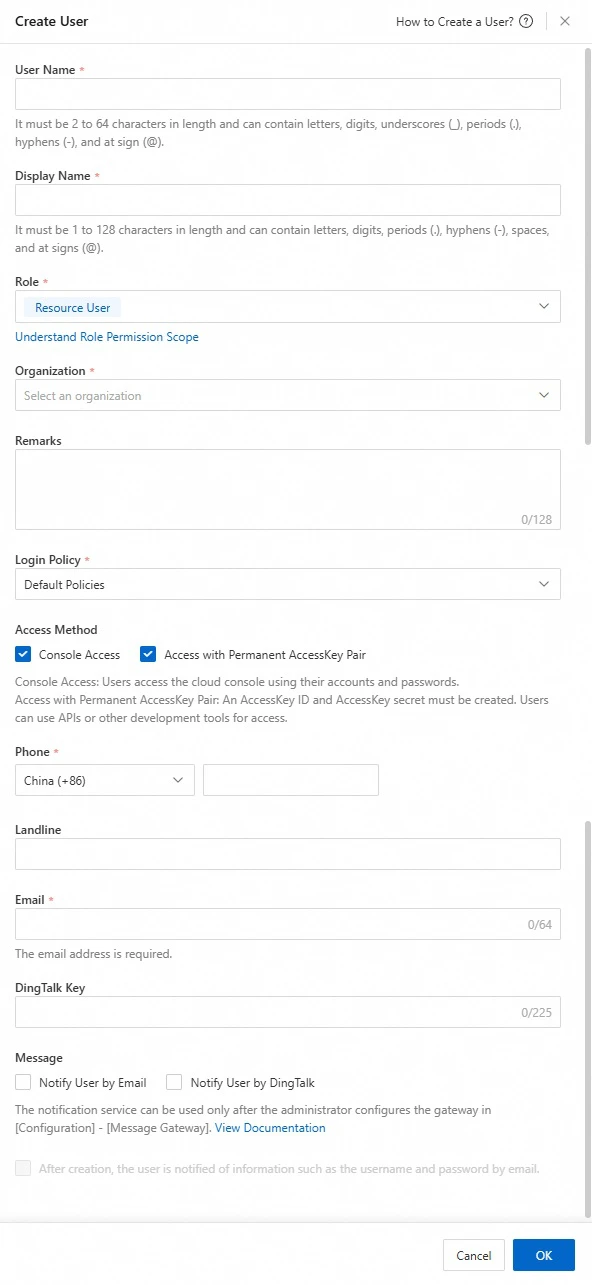 Create User
How to Create a User?
User Name *
It must be 2 to 64 characters in length and can contain letters, digits, underscores (_), periods (.),
hyphens (-), and at sign (@).
Display Name *
It must be 1 to 128 characters in length and can contain letters, digits, periods (.), hyphens (-), spaces,
and at signs (@).
Role *
Resource User
Understand Role Permission Scope
Organization *
Select an organization
Remarks
0/128
Login Policy *
Default Policies
Access Method
Console Access Access with Permanent AccessKey Pair
Console Access: Users access the cloud console using their accounts and passwords.
Access with Permanent AccessKey Pair: An AccessKey ID and AccessKey secret must be created. Users
can use APIs or other development tools for access.
Phone *
China (+86)
Landline
Email *
0/64
The email address is required.
DingTalk Key
0/225
Message
Notify User by Email Notify User by DingTalk
The notification service can be used only after the administrator configures the gateway in
[Configuration] - [Message Gateway]. View Documentation
After creation, the user is notified of information such as the username and password by email.
Cancel OK